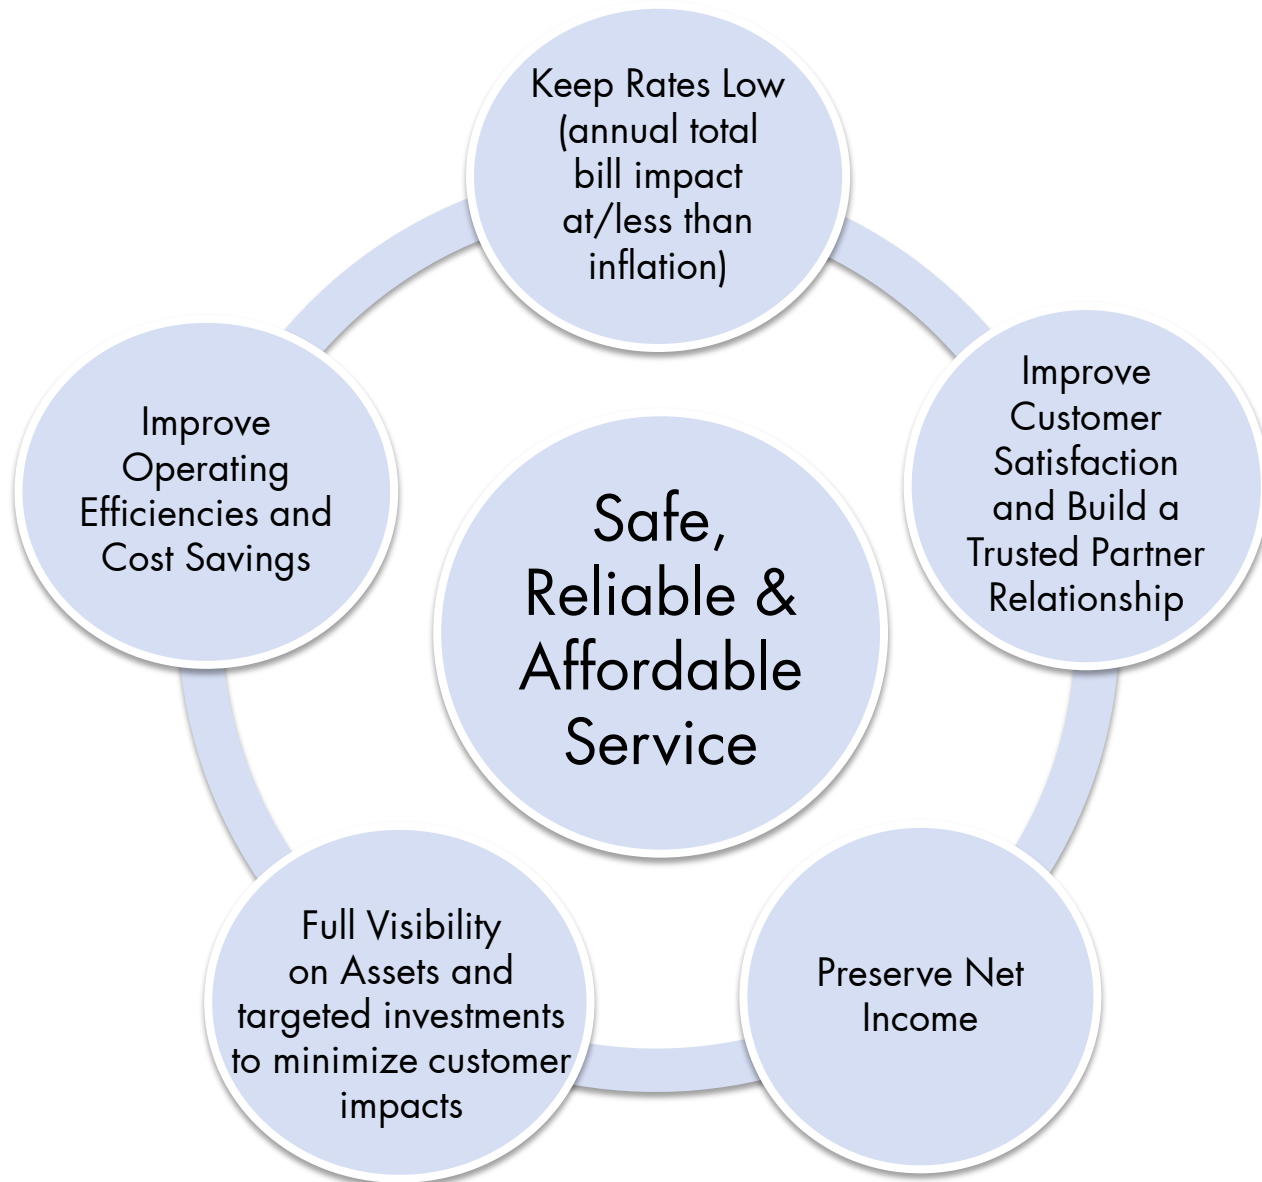 Keep Rates Low
(annual total
bill impact
at/less than
inflation)
Improve
Customer
Satisfaction
and Build a
Trusted Partner
Relationship
Preserve Net
Income
Full Visibility
on Assets and
targeted investments
to minimize customer
impacts
Improve
Operating
Efficiencies and
Cost Savings
Safe,
Reliable &
Affordable
Service